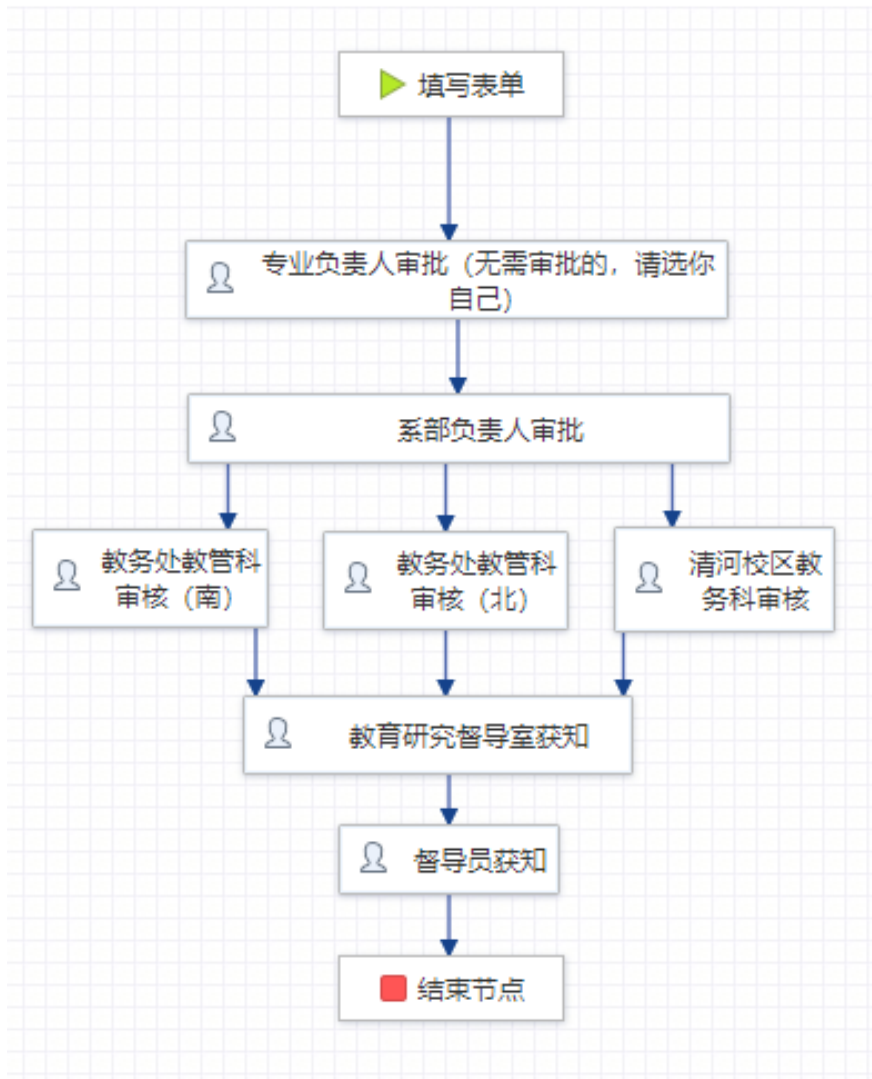 填写表单
专业负责人审批（无需审批的，请选你
自己）
系部负责人审批
教务处教管科
审核（南）
教务处教管科
审核（北）
清河校区教
务科审核
教育研究督导室获知
督导员获知
结束节点